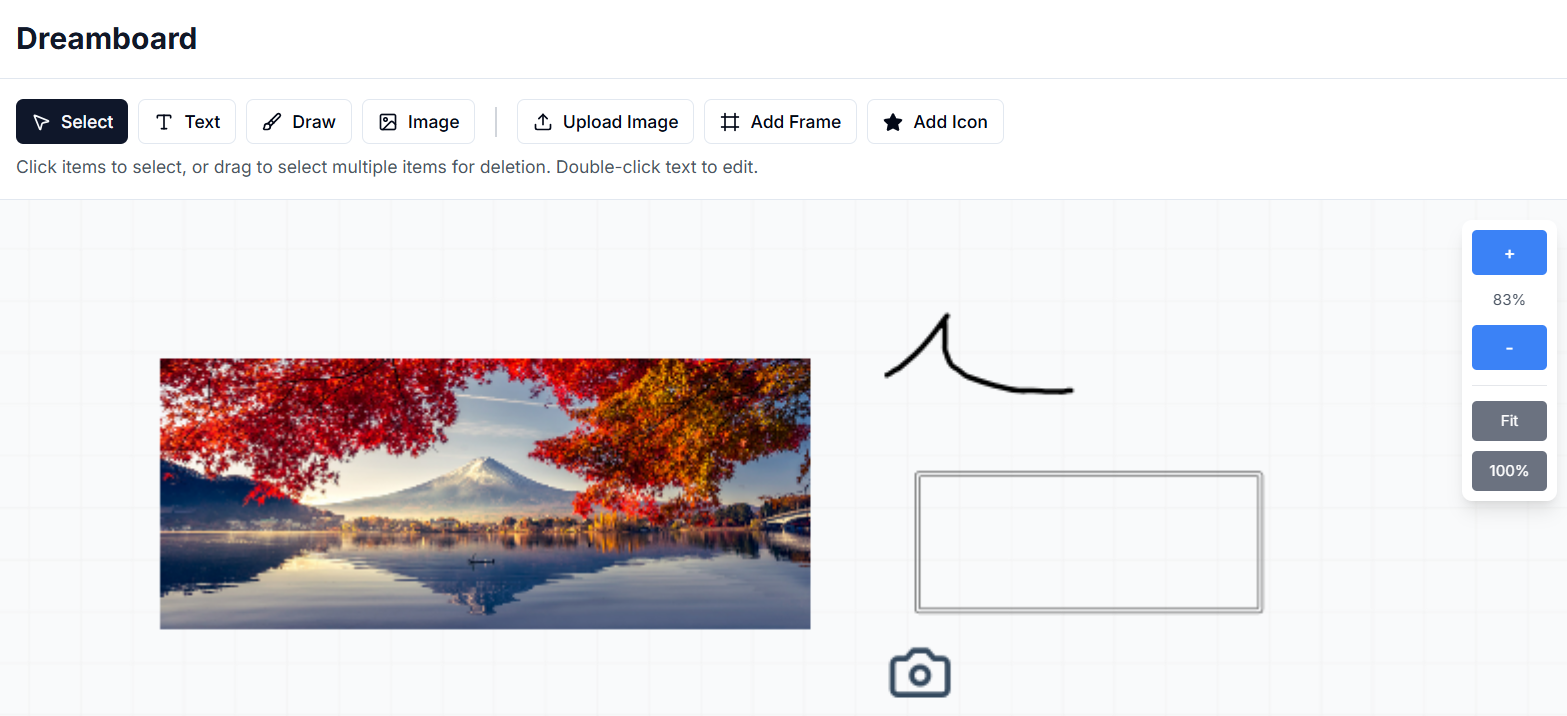 Dreamboard
Select Text Draw Image Upload Image Add Frame Add Icon
Click items to select, or drag to select multiple items for deletion. Double-click text to edit.
+
83%
-
Fit
100%